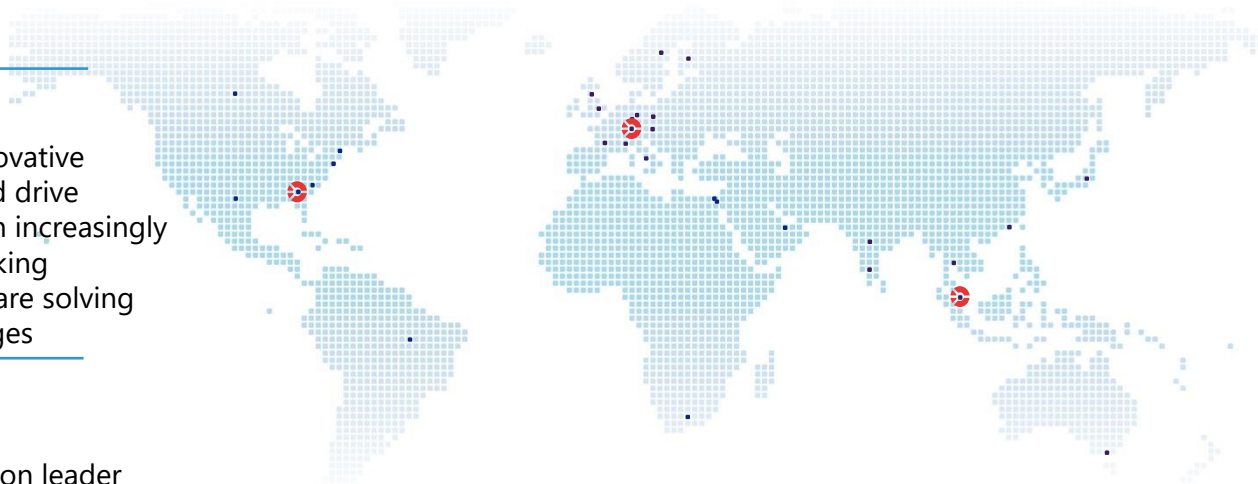 ovative
d drive
n increasingly
king
are solving
ges
on leader